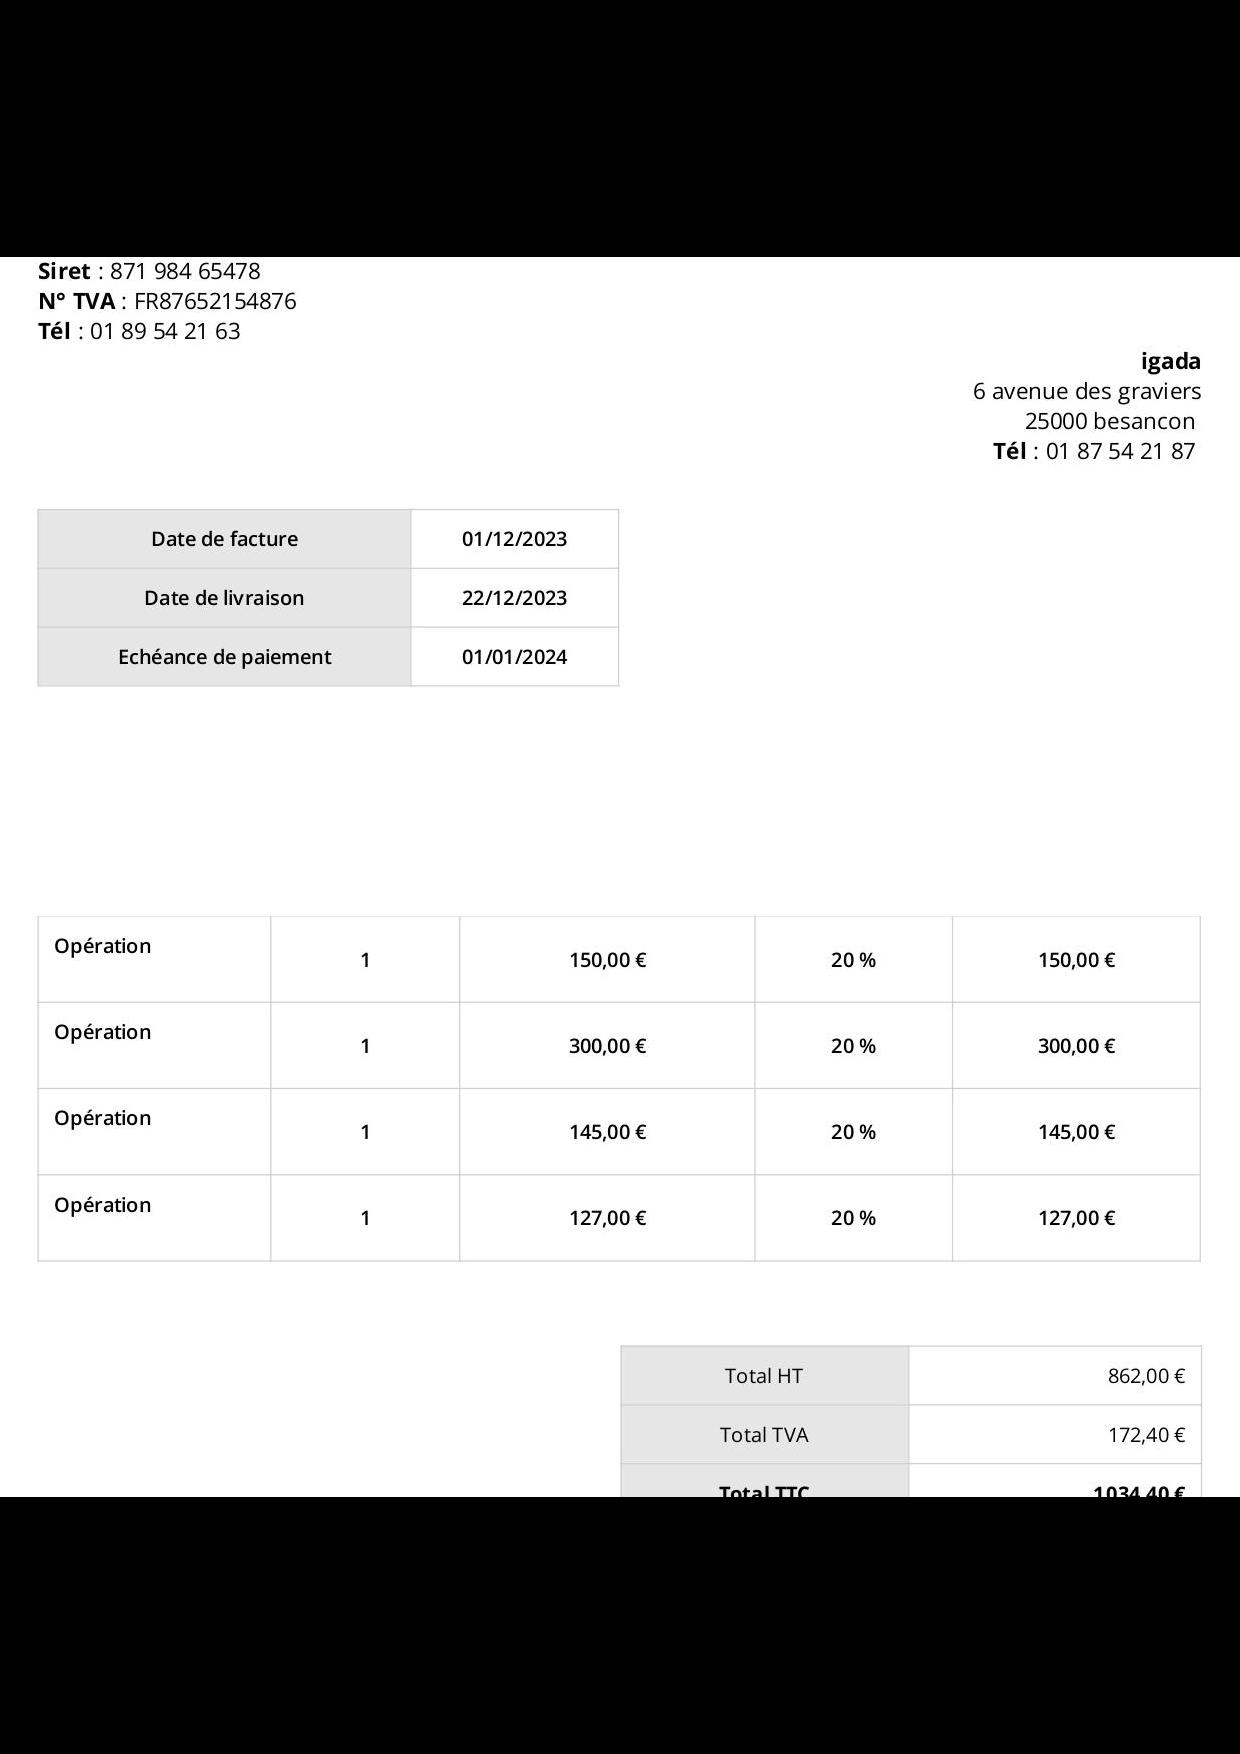 Siret : 871 984 65478
N° TVA : FR87652154876
Tél : 01 89 54 21 63
igada
6 avenue des graviers
25000 besancon
Tél : 01 87 54 21 87
Date de facture 01/12/2023
Date de livraison 22/12/2023
Echéance de paiement 01/01/2024
Opération 1 150,00 € 20 % 150,00 €
Opération 1 300,00 € 20 % 300,00 €
Opération 1 145,00 € 20 % 145,00 €
Opération 1 127,00 € 20 % 127,00 €
Total HT 862,00 €
Total TVA 172,40 €
Total TTC 1034,40 €